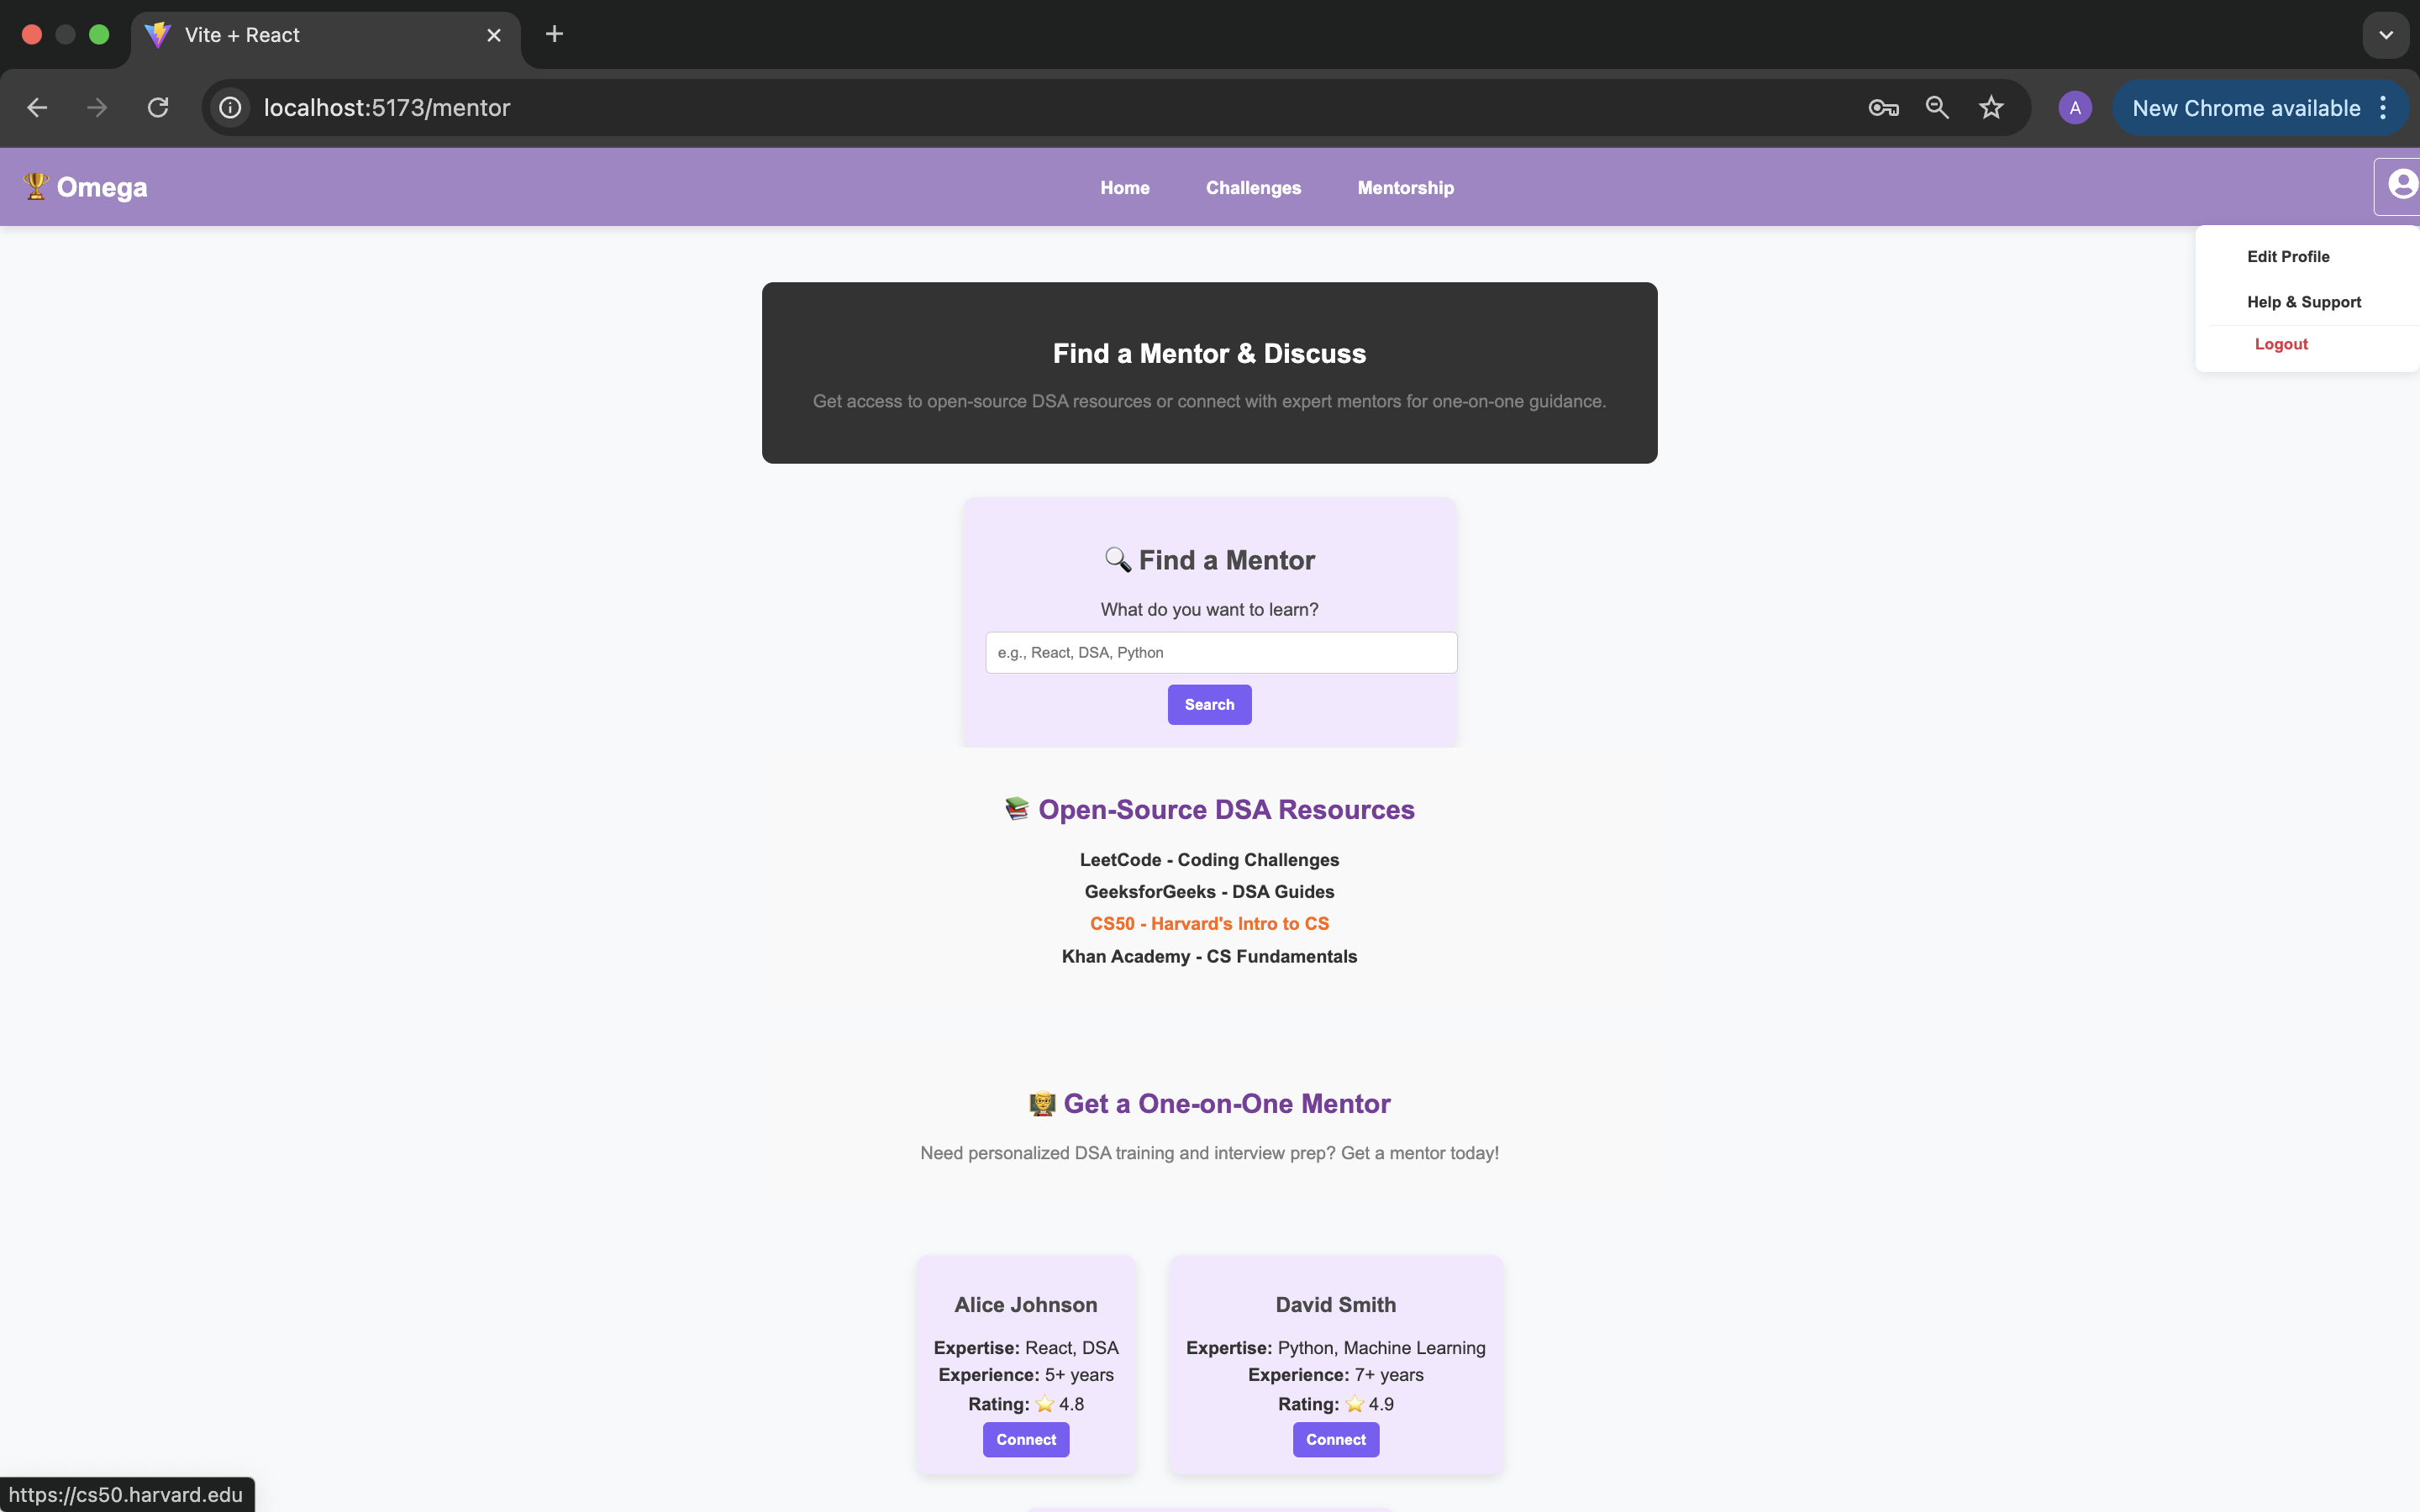 Vite + React
localhost:5173/mentor
A
New Chrome available
🏆 Omega
Home
Challenges
Mentorship
Edit Profile
Help & Support
Logout
Find a Mentor & Discuss
Get access to open-source DSA resources or connect with expert mentors for one-on-one guidance.
🔍 Find a Mentor
What do you want to learn?
e.g., React, DSA, Python
Search
📚 Open-Source DSA Resources
LeetCode - Coding Challenges
GeeksforGeeks - DSA Guides
CS50 - Harvard's Intro to CS
Khan Academy - CS Fundamentals
👨‍🏫 Get a One-on-One Mentor
Need personalized DSA training and interview prep? Get a mentor today!
Alice Johnson
Expertise: React, DSA
Experience: 5+ years
Rating: ⭐ 4.8
Connect
David Smith
Expertise: Python, Machine Learning
Experience: 7+ years
Rating: ⭐ 4.9
Connect
https://cs50.harvard.edu